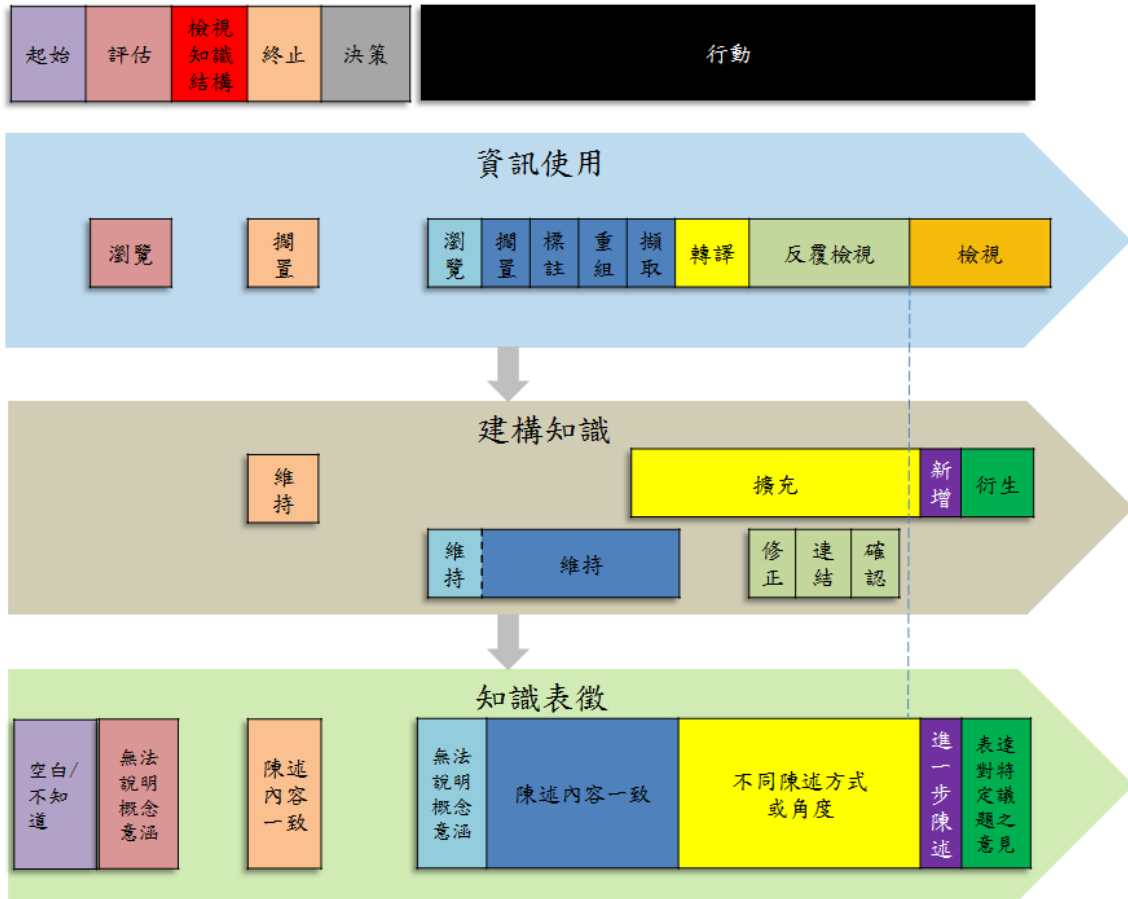 起始
評估
檢視
知識
結構
終止
決策
行動
資訊使用
瀏覽
擱
置
瀏
覽
擱
置
標
註
重
組
擷
取
轉譯
反覆檢視
檢視
建構知識
維
持
擴充
新
增
衍生
維
持
維持
修
正
連
結
確
認
知識表徵
空白/
不知
道
無法
說明
概念
意涵
陳述
內容
一致
無法
說明
概念
意涵
陳述內容一致
不同陳述方式
或角度
進
一
步
陳
述
表達
對特
定議
題之
意見